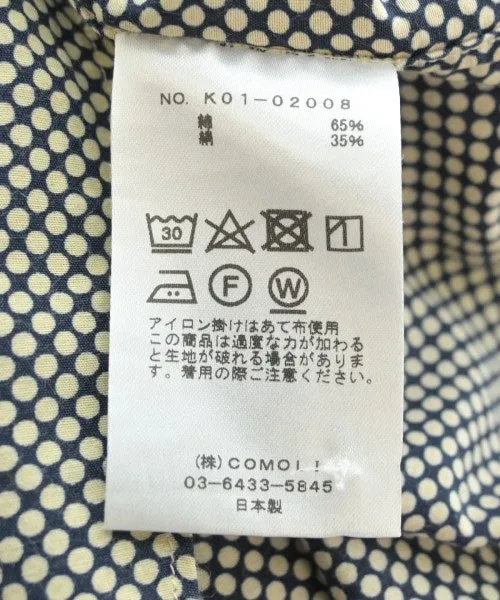 NO. K01-02008
綿 65%
絹 35%
30
F
W
アイロン掛けはあて布使用
この商品は過度な力が加わる
と生地が破れる場合がありま
す。着用の際ご注意ください。
(株) COMOLI
03-6433-5845
日本製